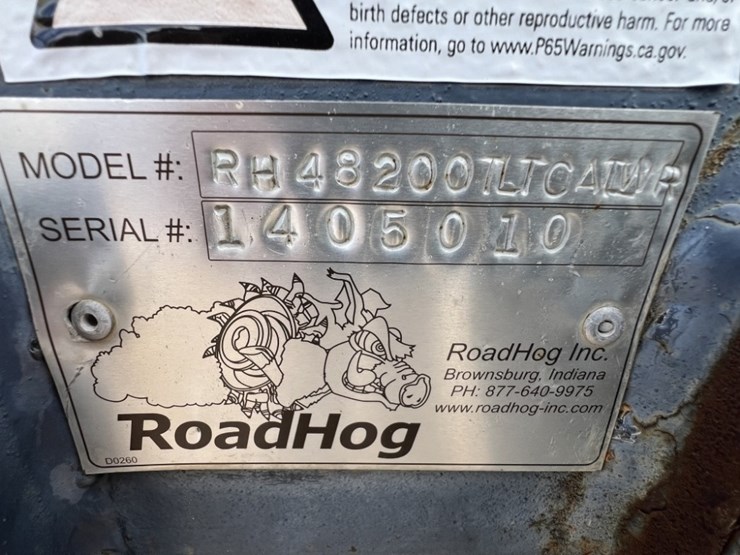 birth defects or other reproductive harm. For more
information, go to www.P65Warnings.ca.gov.
MODEL #: RH48200TLTCALWR
SERIAL #: 1405010
RoadHog Inc.
Brownsburg, Indiana
PH: 877-640-9975
www.roadhog-inc.com
RoadHog
D0260